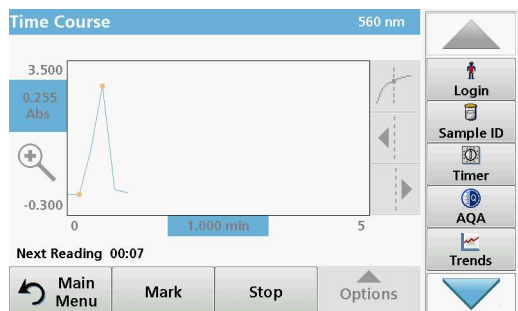 Time Course 560 nm
3.500
0.255
Abs
-0.300
0 1.000 min 5
Next Reading 00:07
Main
Menu
Mark
Stop
Options
Login
Sample ID
Timer
AQA
Trends